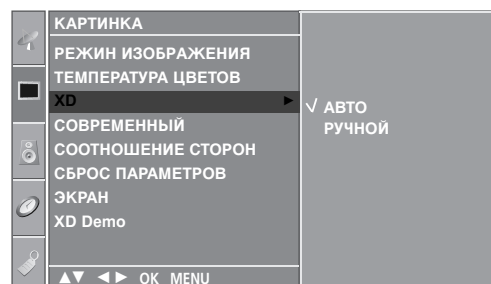 КАРТИНКА
РЕЖИН ИЗОБРАЖЕНИЯ
ТЕМПЕРАТУРА ЦВЕТОВ
XD
СОВРЕМЕННЫЙ
СООТНОШЕНИЕ СТОРОН
СБРОС ПАРАМЕТРОВ
ЭКРАН
XD Demo
▲▼ ◄► OK MENU
√ АВТО
РУЧНОЙ